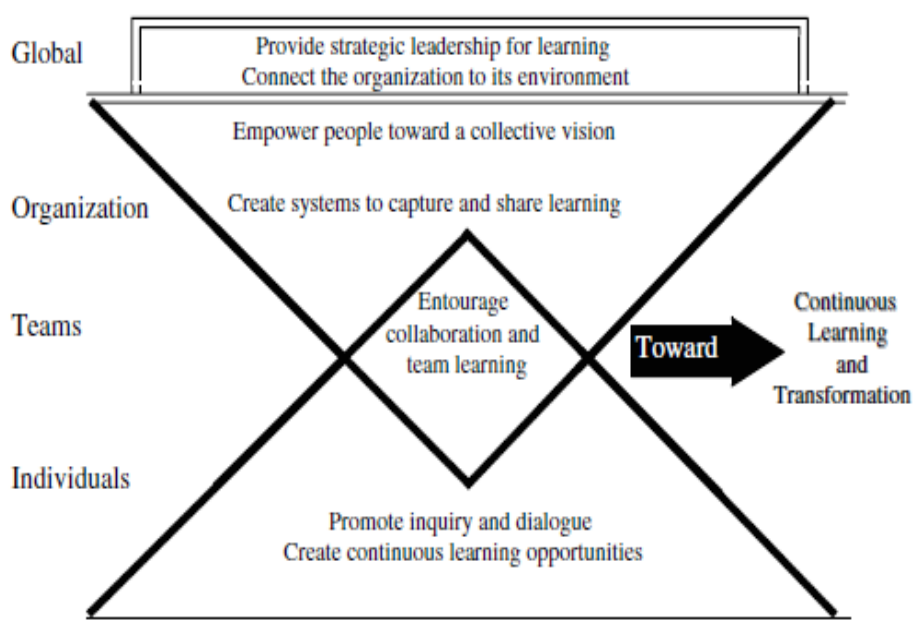 Global
Provide strategic leadership for learning
Connect the organization to its environment
Empower people toward a collective vision
Organization
Create systems to capture and share learning
Teams
Entourage
collaboration and
team learning
Toward
Continuous
Learning
and
Transformation
Individuals
Promote inquiry and dialogue
Create continuous learning opportunities